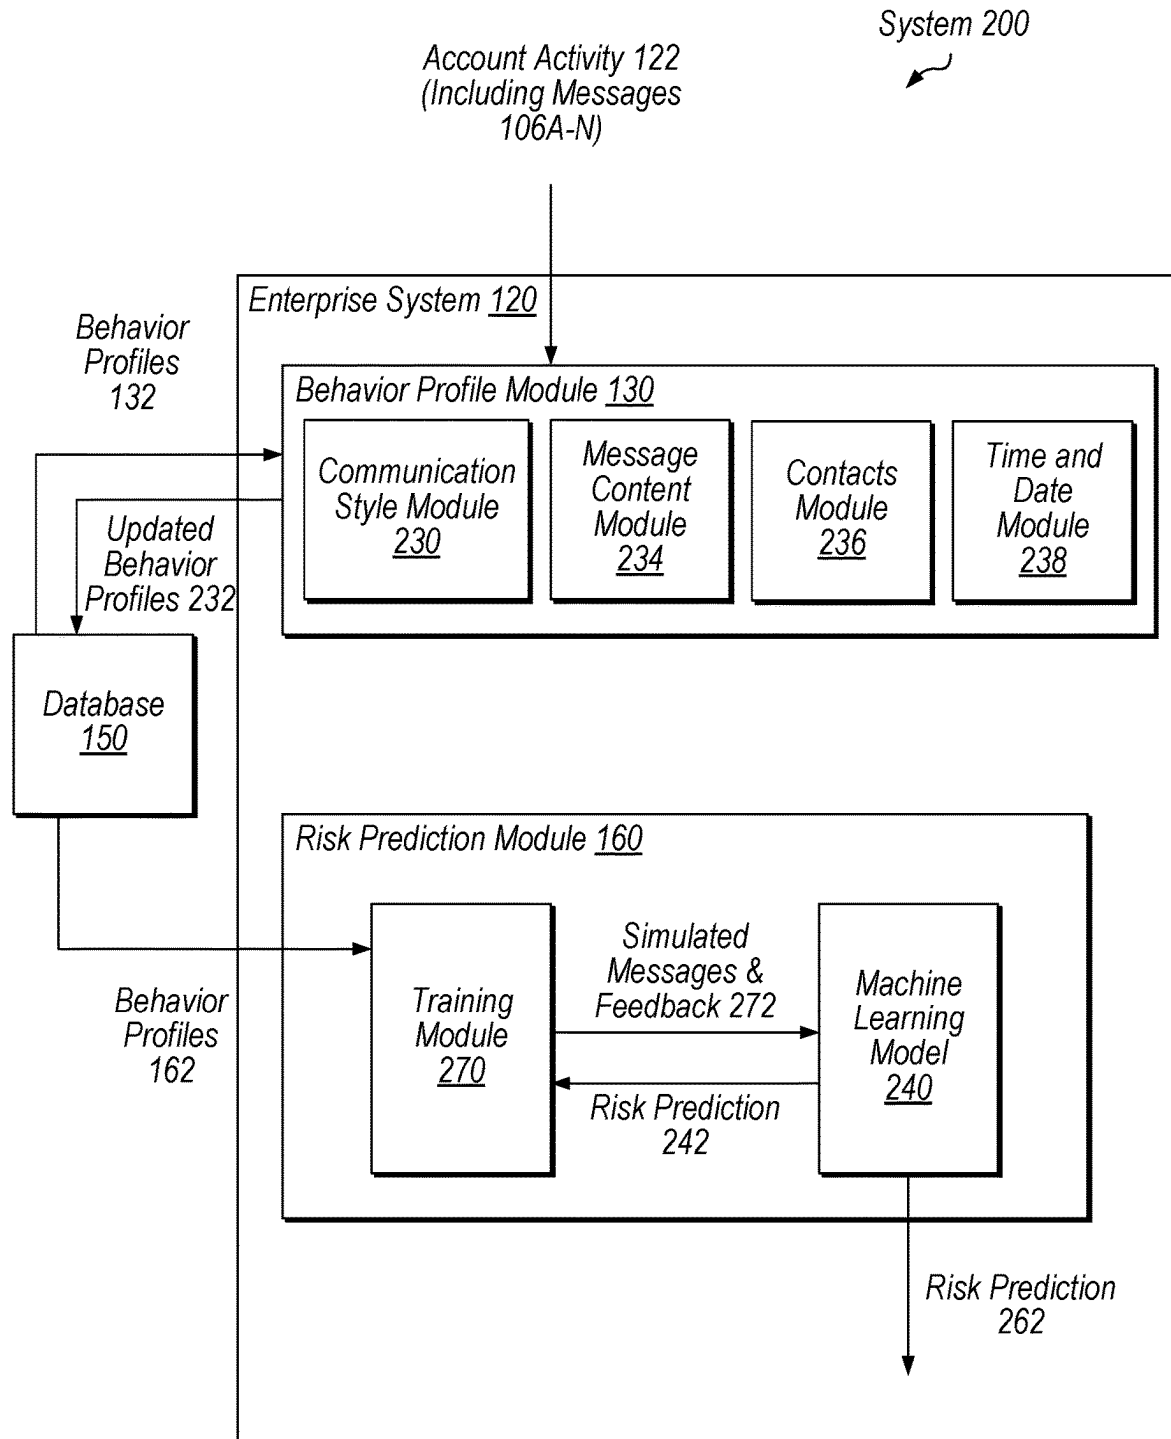 System 200
Account Activity 122
(Including Messages
106A-N)
Enterprise System 120
Behavior
Profiles
132
Behavior Profile Module 130
Communication
Style Module
230
Message
Content
Module
234
Contacts
Module
236
Time and
Date
Module
238
Updated
Behavior
Profiles 232
Database
150
Risk Prediction Module 160
Behavior
Profiles
162
Training
Module
270
Simulated
Messages &
Feedback 272
Risk Prediction
242
Machine
Learning
Model
240
Risk Prediction
262